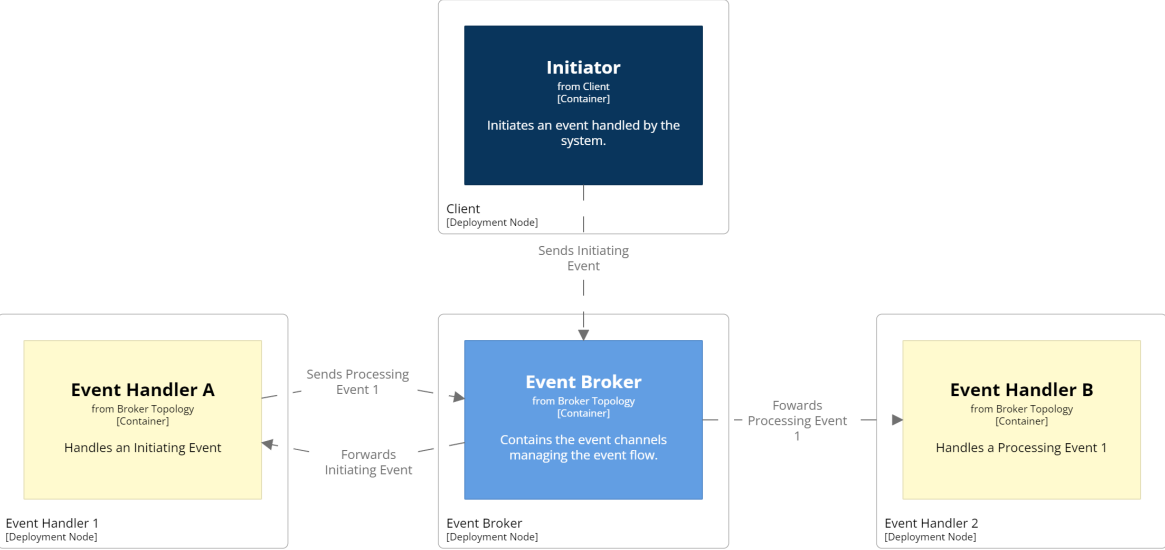 Initiator
from Client
[Container]
Initiates an event handled by the
system.
Client
[Deployment Node]
Sends Initiating
Event
Event Handler A
from Broker Topology
[Container]
Handles an Initiating Event
Event Handler 1
[Deployment Node]
Sends Processing
Event 1
Forwards
Initiating Event
Event Broker
from Broker Topology
[Container]
Contains the event channels
managing the event flow.
Event Broker
[Deployment Node]
Fowards
Processing Event
1
Event Handler B
from Broker Topology
[Container]
Handles a Processing Event 1
Event Handler 2
[Deployment Node]